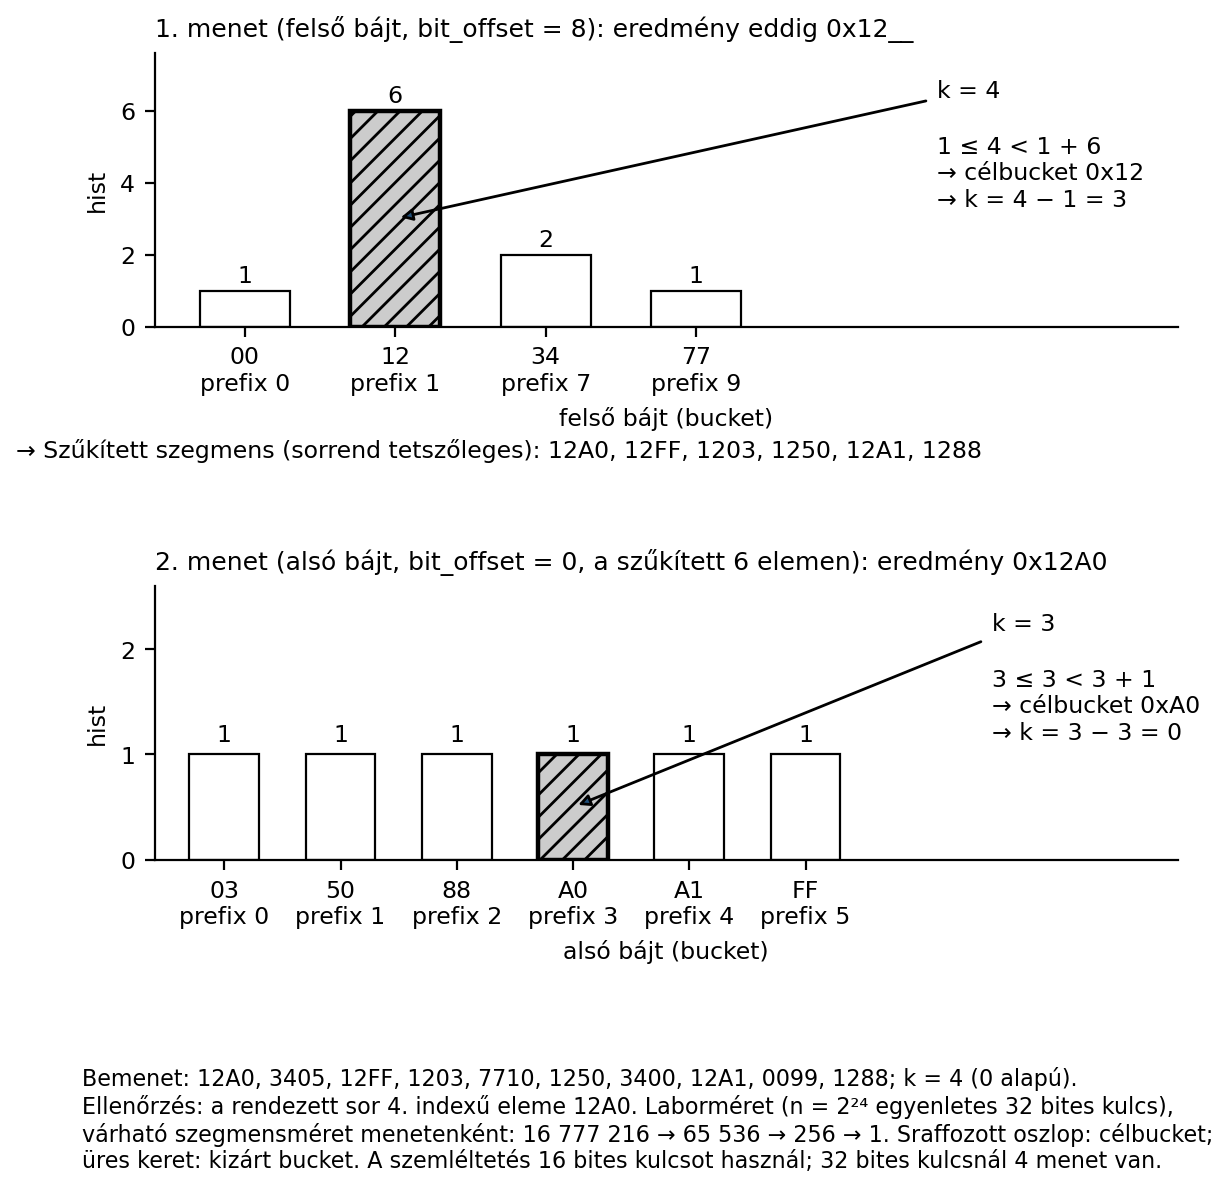 1. menet (felső bájt, bit_offset = 8): eredmény eddig 0x12__
k = 4
1 ≤ 4 < 1 + 6
→ célbucket 0x12
→ k = 4 − 1 = 3
hist
6
4
2
0
1
6
2
1
00
12
34
77
prefix 0
prefix 1
prefix 7
prefix 9
felső bájt (bucket)
→ Szűkített szegmens (sorrend tetszőleges): 12A0, 12FF, 1203, 1250, 12A1, 1288
2. menet (alsó bájt, bit_offset = 0, a szűkített 6 elemen): eredmény 0x12A0
k = 3
3 ≤ 3 < 3 + 1
→ célbucket 0xA0
→ k = 3 − 3 = 0
hist
2
1
0
1
1
1
1
1
1
03
50
88
A0
A1
FF
prefix 0
prefix 1
prefix 2
prefix 3
prefix 4
prefix 5
alsó bájt (bucket)
Bemenet: 12A0, 3405, 12FF, 1203, 7710, 1250, 3400, 12A1, 0099, 1288; k = 4 (0 alapú).
Ellenőrzés: a rendezett sor 4. indexű eleme 12A0. Laborméret (n = 2²⁴ egyenletes 32 bites kulcs),
várható szegmensméret menetenként: 16 777 216 → 65 536 → 256 → 1. Sraffozott oszlop: célbucket;
üres keret: kizárt bucket. A szemléltetés 16 bites kulcsot használ; 32 bites kulcsnál 4 menet van.